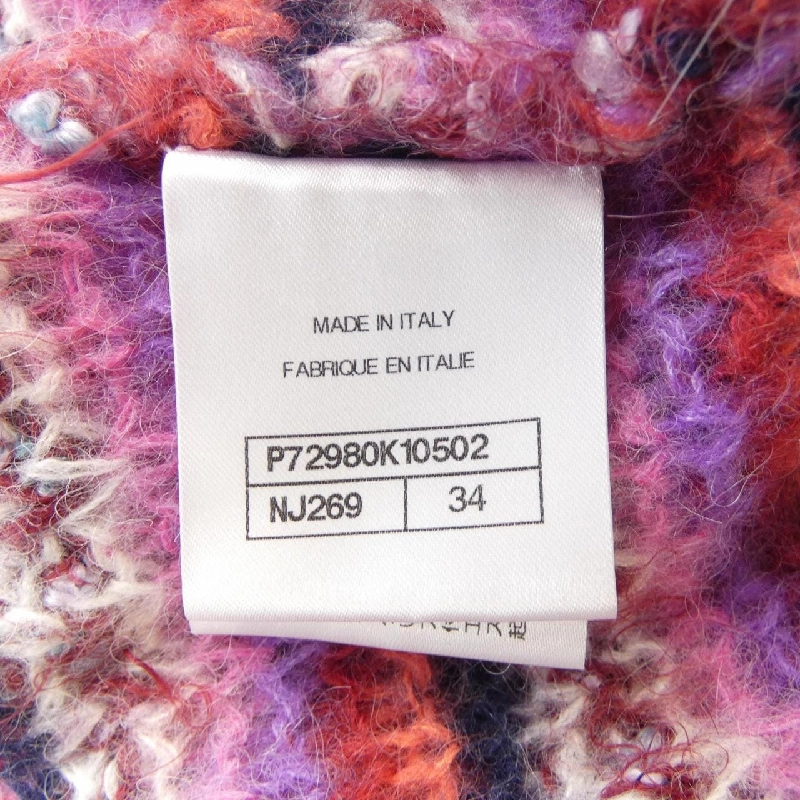 MADE IN ITALY
FABRIQUE EN ITALIE
P72980K10502
NJ269 34